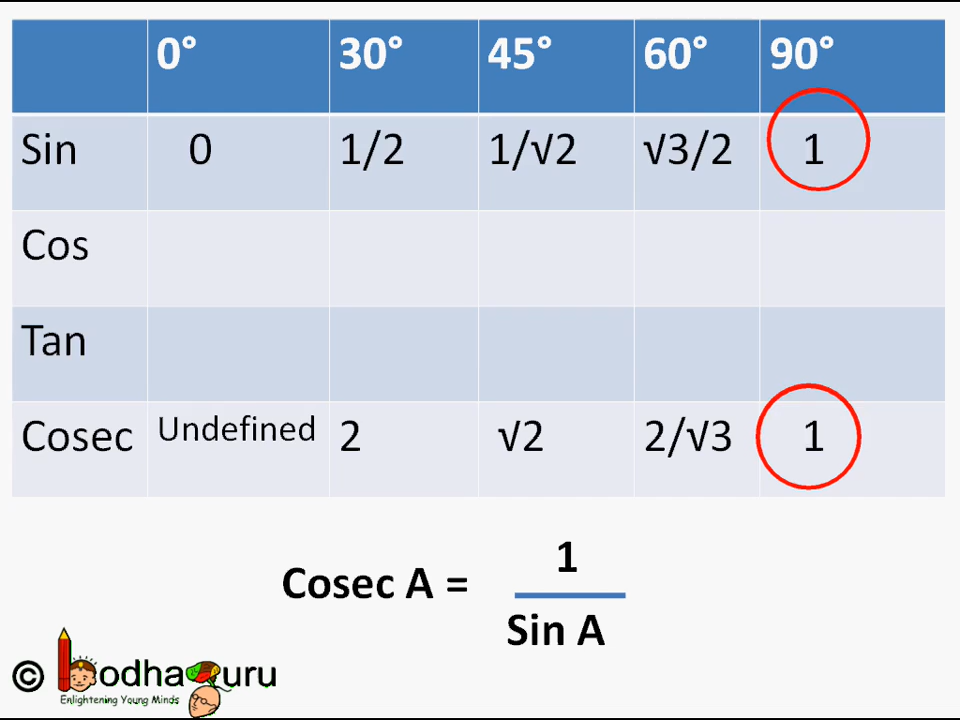 0° 30° 45° 60° 90°
Sin 0 1/2 1/√2 √3/2 1
Cos
Tan
Cosec Undefined 2 √2 2/√3 1
1
Cosec A =
Sin A
© BodhaGuru
Enlightening Young Minds